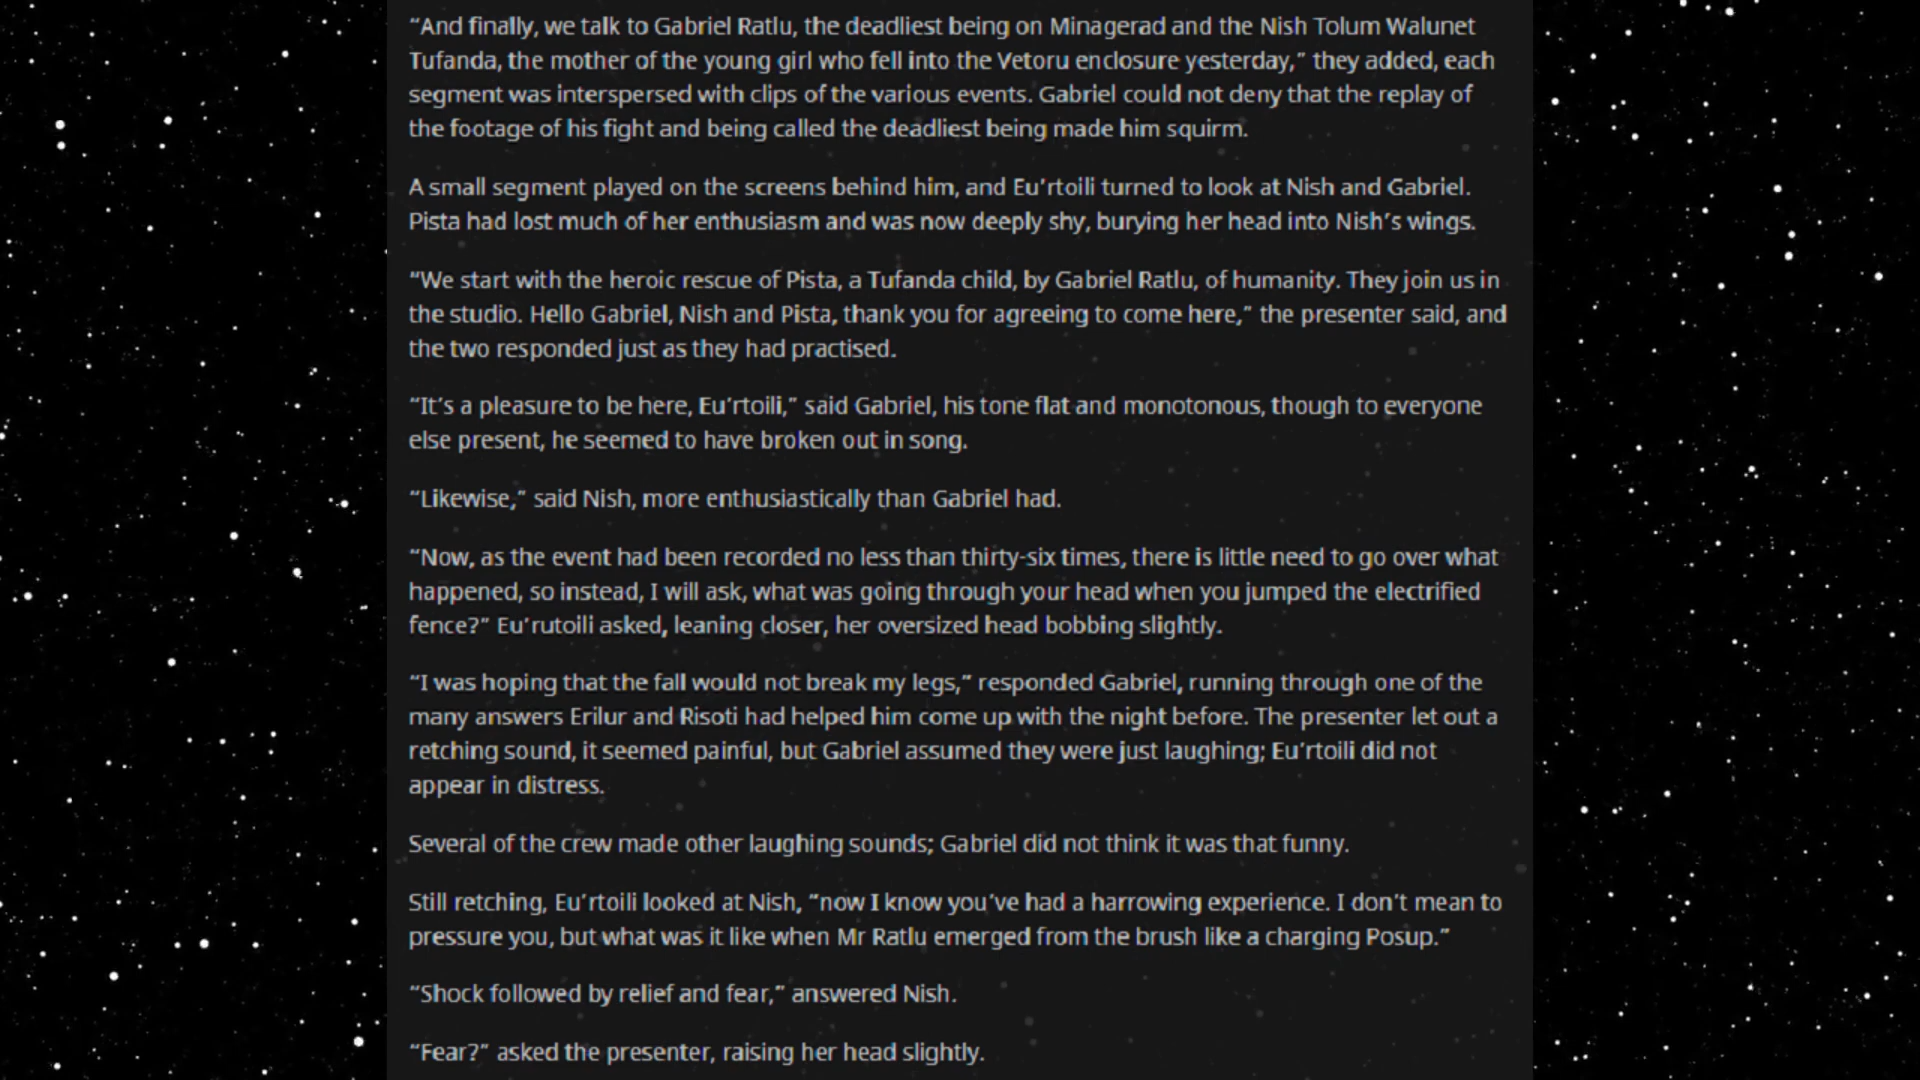 “And finally, we talk to Gabriel Ratlu, the deadliest being on Minagerad and the Nish Tolum Walunet
Tufanda, the mother of the young girl who fell into the Vetoru enclosure yesterday,” they added, each
segment was interspersed with clips of the various events. Gabriel could not deny that the replay of
the footage of his fight and being called the deadliest being made him squirm.
A small segment played on the screens behind him, and Eu’rtoili turned to look at Nish and Gabriel.
Pista had lost much of her enthusiasm and was now deeply shy, burying her head into Nish’s wings.
“We start with the heroic rescue of Pista, a Tufanda child, by Gabriel Ratlu, of humanity. They join us in
the studio. Hello Gabriel, Nish and Pista, thank you for agreeing to come here,” the presenter said, and
the two responded just as they had practised.
“It’s a pleasure to be here, Eu’rtoili,” said Gabriel, his tone flat and monotonous, though to everyone
else present, he seemed to have broken out in song.
“Likewise,” said Nish, more enthusiastically than Gabriel had.
“Now, as the event had been recorded no less than thirty-six times, there is little need to go over what
happened, so instead, I will ask, what was going through your head when you jumped the electrified
fence?” Eu’rutoili asked, leaning closer, her oversized head bobbing slightly.
“I was hoping that the fall would not break my legs,” responded Gabriel, running through one of the
many answers Erilur and Risoti had helped him come up with the night before. The presenter let out a
retching sound, it seemed painful, but Gabriel assumed they were just laughing; Eu’rtoili did not
appear in distress.
Several of the crew made other laughing sounds; Gabriel did not think it was that funny.
Still retching, Eu’rtoili looked at Nish, “now I know you’ve had a harrowing experience. I don’t mean to
pressure you, but what was it like when Mr Ratlu emerged from the brush like a charging Posup.”
“Shock followed by relief and fear,” answered Nish.
“Fear?” asked the presenter, raising her head slightly.